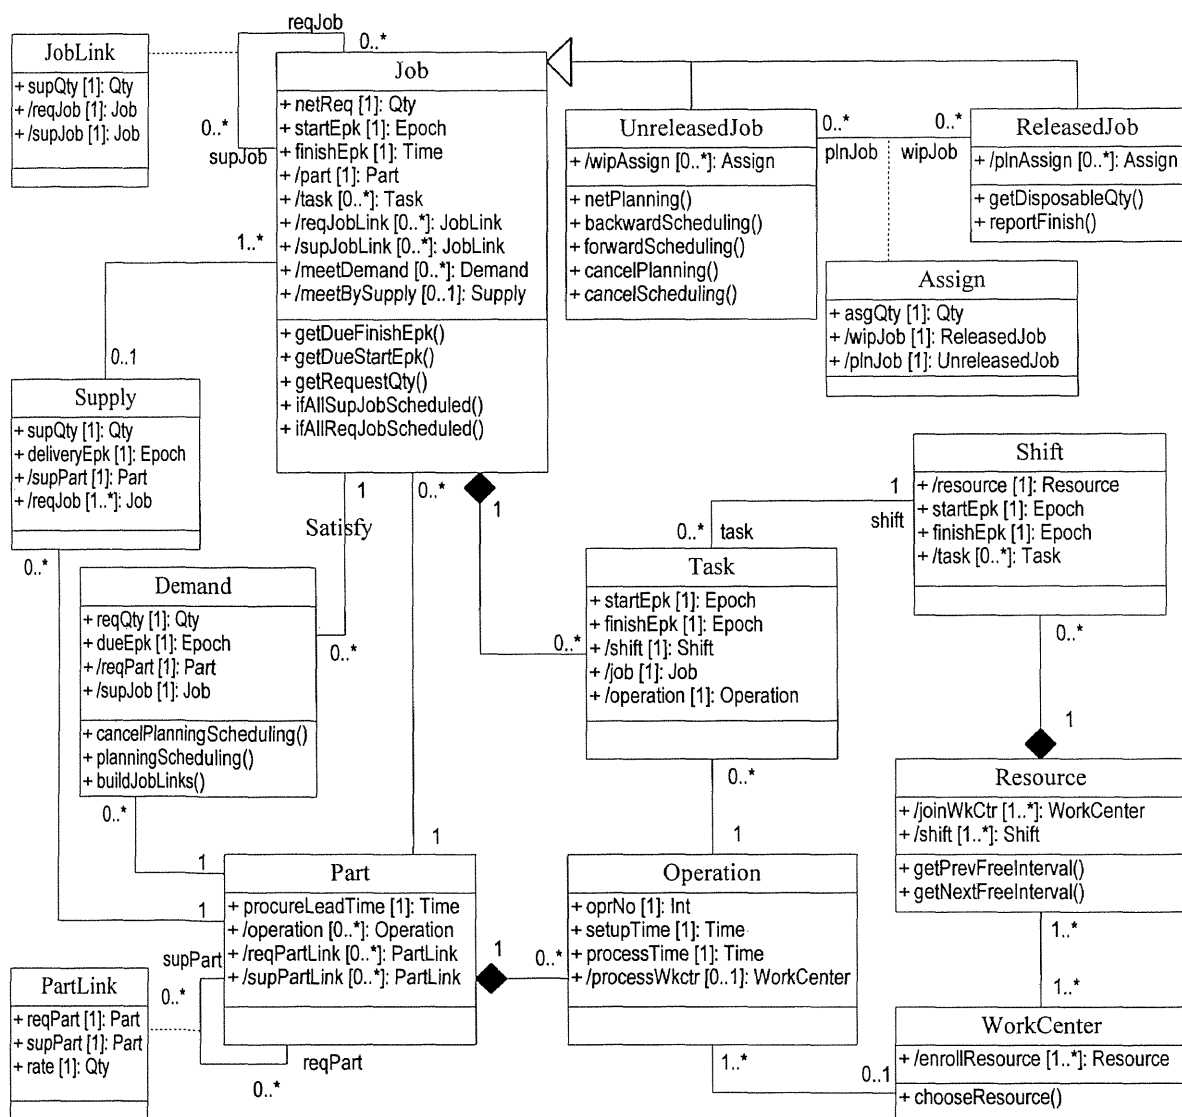 reqJob
0..*
JobLink
+ supQty [1]: Qty
+ /reqJob [1]: Job
+ /supJob [1]: Job
0..*
supJob
Job
+ netReq [1]: Qty
+ startEpk [1]: Epoch
+ finishEpk [1]: Time
+ /part [1]: Part
+ /task [0..*]: Task
+ /reqJobLink [0..*]: JobLink
+ /supJobLink [0..*]: JobLink
+ /meetDemand [0..*]: Demand
+ /meetBySupply [0..1]: Supply
+ getDueFinishEpk()
+ getDueStartEpk()
+ getRequestQty()
+ ifAllSupJobScheduled()
+ ifAllReqJobScheduled()
UnreleasedJob
+ /wipAssign [0..*]: Assign
+ netPlanning()
+ backwardScheduling()
+ forwardScheduling()
+ cancelPlanning()
+ cancelScheduling()
0..*
0..*
plnJob
wipJob
ReleasedJob
+ /plnAssign [0..*]: Assign
+ getDisposableQty()
+ reportFinish()
Assign
+ asgQty [1]: Qty
+ /wipJob [1]: ReleasedJob
+ /plnJob [1]: UnreleasedJob
1..*
0..1
Supply
+ supQty [1]: Qty
+ deliveryEpk [1]: Epoch
+ /supPart [1]: Part
+ /reqJob [1..*]: Job
0..*
1
Satisfy
0..*
0..*
1
Demand
+ reqQty [1]: Qty
+ dueEpk [1]: Epoch
+ /reqPart [1]: Part
+ /supJob [1]: Job
+ cancelPlanningScheduling()
+ planningScheduling()
+ buildJobLinks()
0..*
Shift
+ /resource [1]: Resource
+ startEpk [1]: Epoch
+ finishEpk [1]: Epoch
+ /task [0..*]: Task
1
shift
0..*
task
Task
+ startEpk [1]: Epoch
+ finishEpk [1]: Epoch
+ /shift [1]: Shift
+ /job [1]: Job
+ /operation [1]: Operation
0..*
0..*
1
0..*
1
Resource
+ /joinWkCtr [1..*]: WorkCenter
+ /shift [1..*]: Shift
+ getPrevFreeInterval()
+ getNextFreeInterval()
1
1
1
Part
+ procureLeadTime [1]: Time
+ /operation [0..*]: Operation
+ /reqPartLink [0..*]: PartLink
+ /supPartLink [0..*]: PartLink
Operation
+ oprNo [1]: Int
+ setupTime [1]: Time
+ processTime [1]: Time
+ /processWkctr [0..1]: WorkCenter
1
0..*
1..*
1..*
supPart
0..*
PartLink
+ reqPart [1]: Part
+ supPart [1]: Part
+ rate [1]: Qty
reqPart
0..*
1..*
0..1
WorkCenter
+ /enrollResource [1..*]: Resource
+ chooseResource()